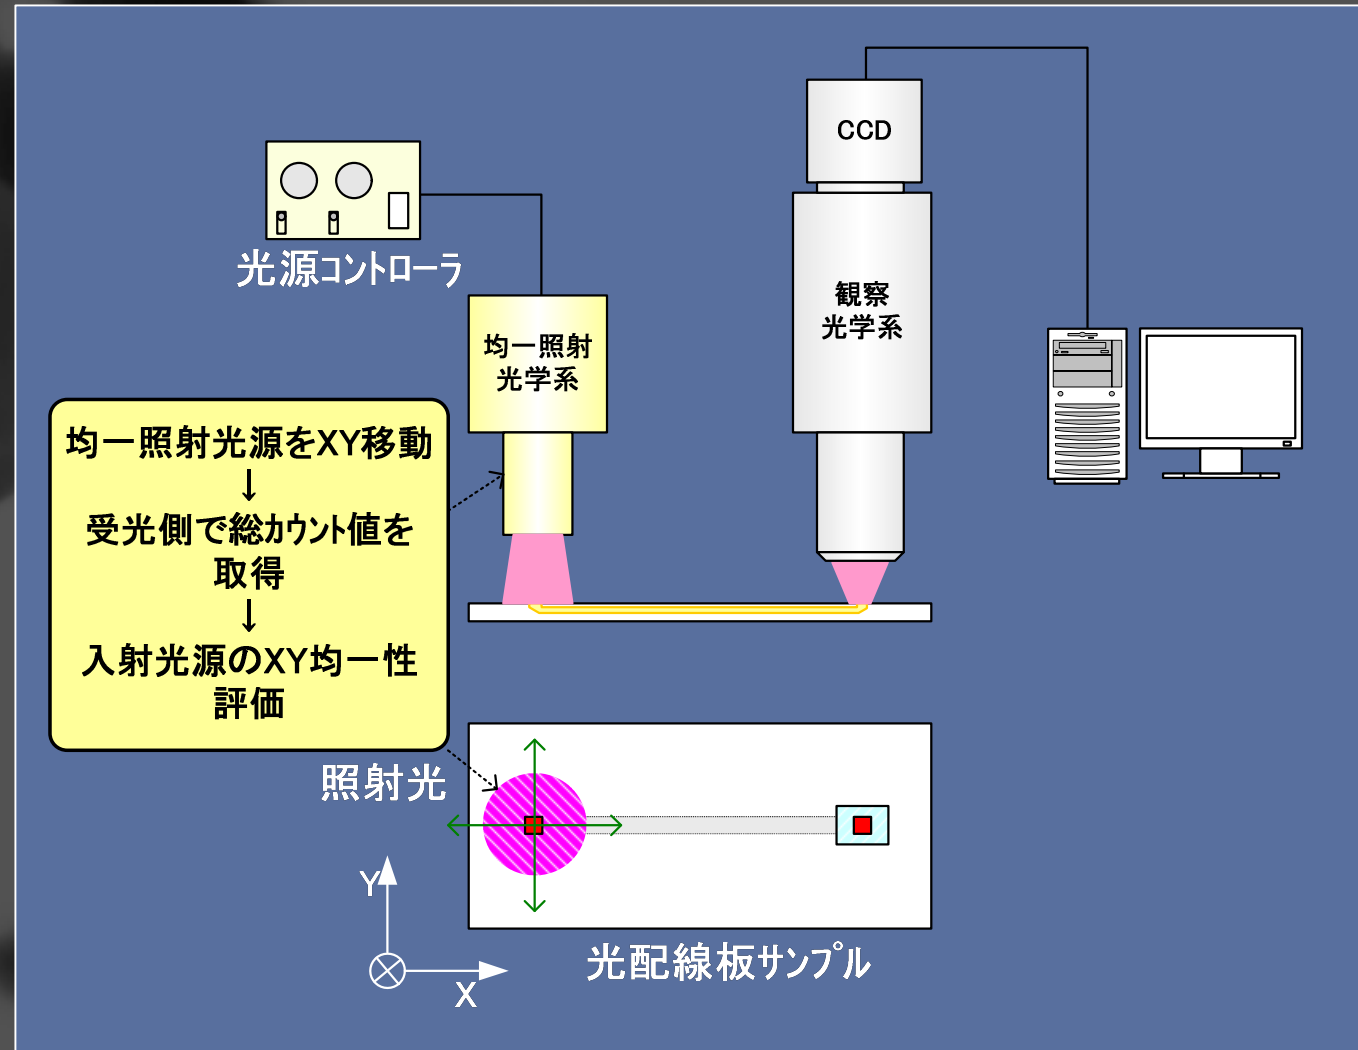 CCD
光源コントローラ
観察
光学系
均一照射
光学系
均一照射光源をXY移動
↓
受光側で総カウント値を
取得
↓
入射光源のXY均一性
評価
照射光
Y
X
光配線板サンプル